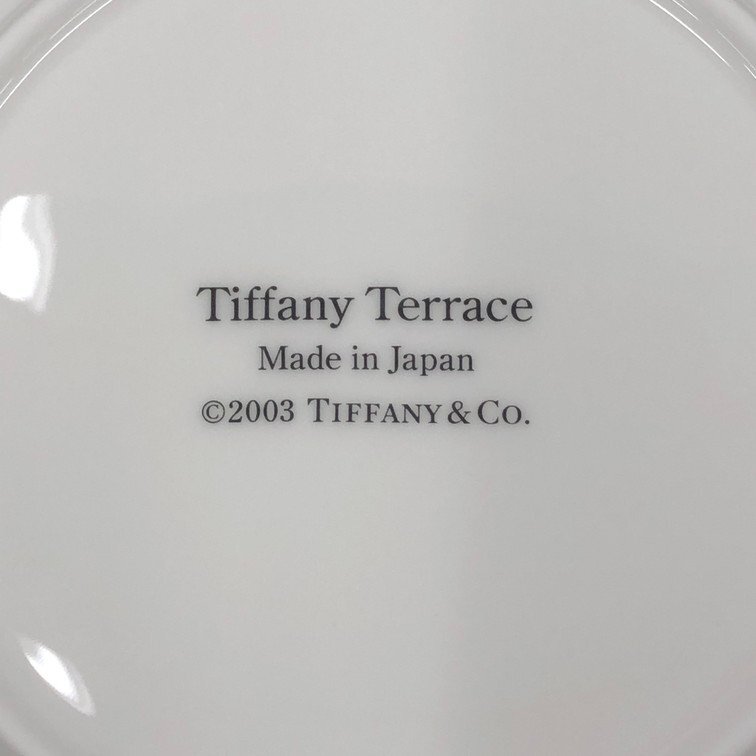 Tiffany Terrace
Made in Japan
©2003 TIFFANY & CO.